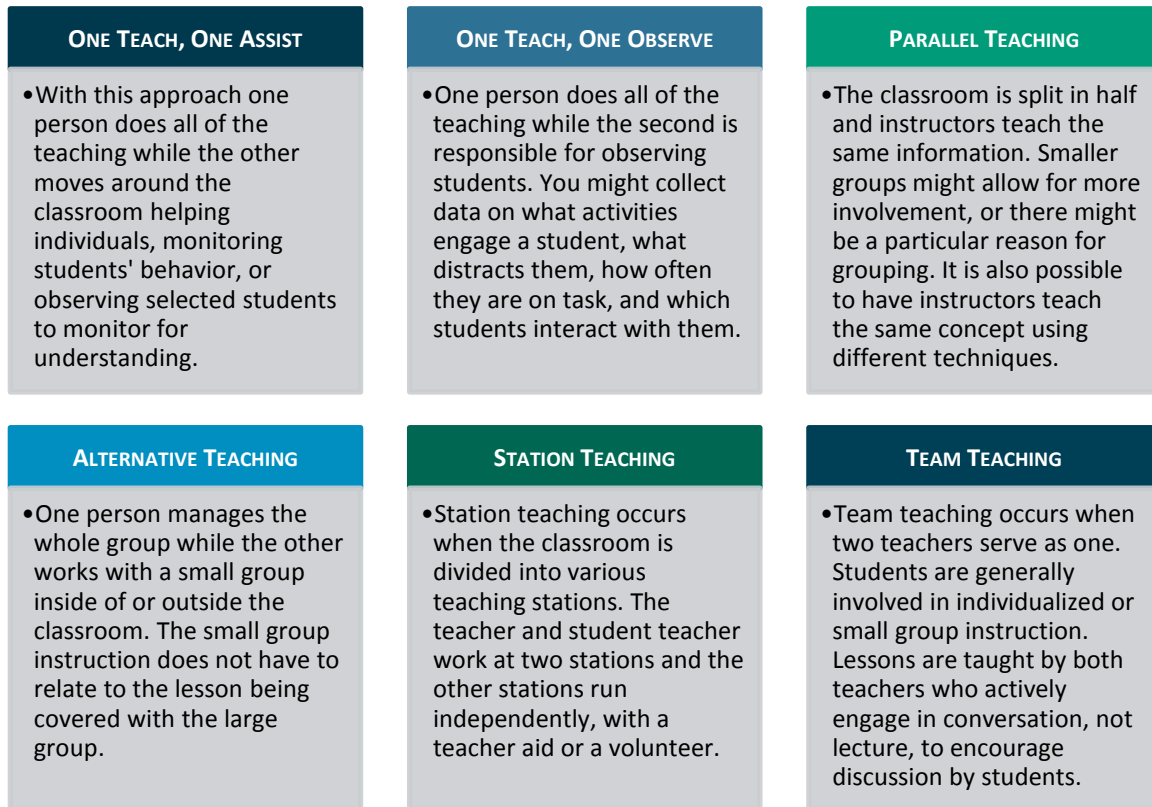 ONE TEACH, ONE ASSIST
•With this approach one
person does all of the
teaching while the other
moves around the
classroom helping
individuals, monitoring
students' behavior, or
observing selected students
to monitor for
understanding.
ONE TEACH, ONE OBSERVE
•One person does all of the
teaching while the second is
responsible for observing
students. You might collect
data on what activities
engage a student, what
distracts them, how often
they are on task, and which
students interact with them.
PARALLEL TEACHING
•The classroom is split in half
and instructors teach the
same information. Smaller
groups might allow for more
involvement, or there might
be a particular reason for
grouping. It is also possible
to have instructors teach
the same concept using
different techniques.
ALTERNATIVE TEACHING
•One person manages the
whole group while the other
works with a small group
inside of or outside the
classroom. The small group
instruction does not have to
relate to the lesson being
covered with the large
group.
STATION TEACHING
•Station teaching occurs
when the classroom is
divided into various
teaching stations. The
teacher and student teacher
work at two stations and the
other stations run
independently, with a
teacher aid or a volunteer.
TEAM TEACHING
•Team teaching occurs when
two teachers serve as one.
Students are generally
involved in individualized or
small group instruction.
Lessons are taught by both
teachers who actively
engage in conversation, not
lecture, to encourage
discussion by students.